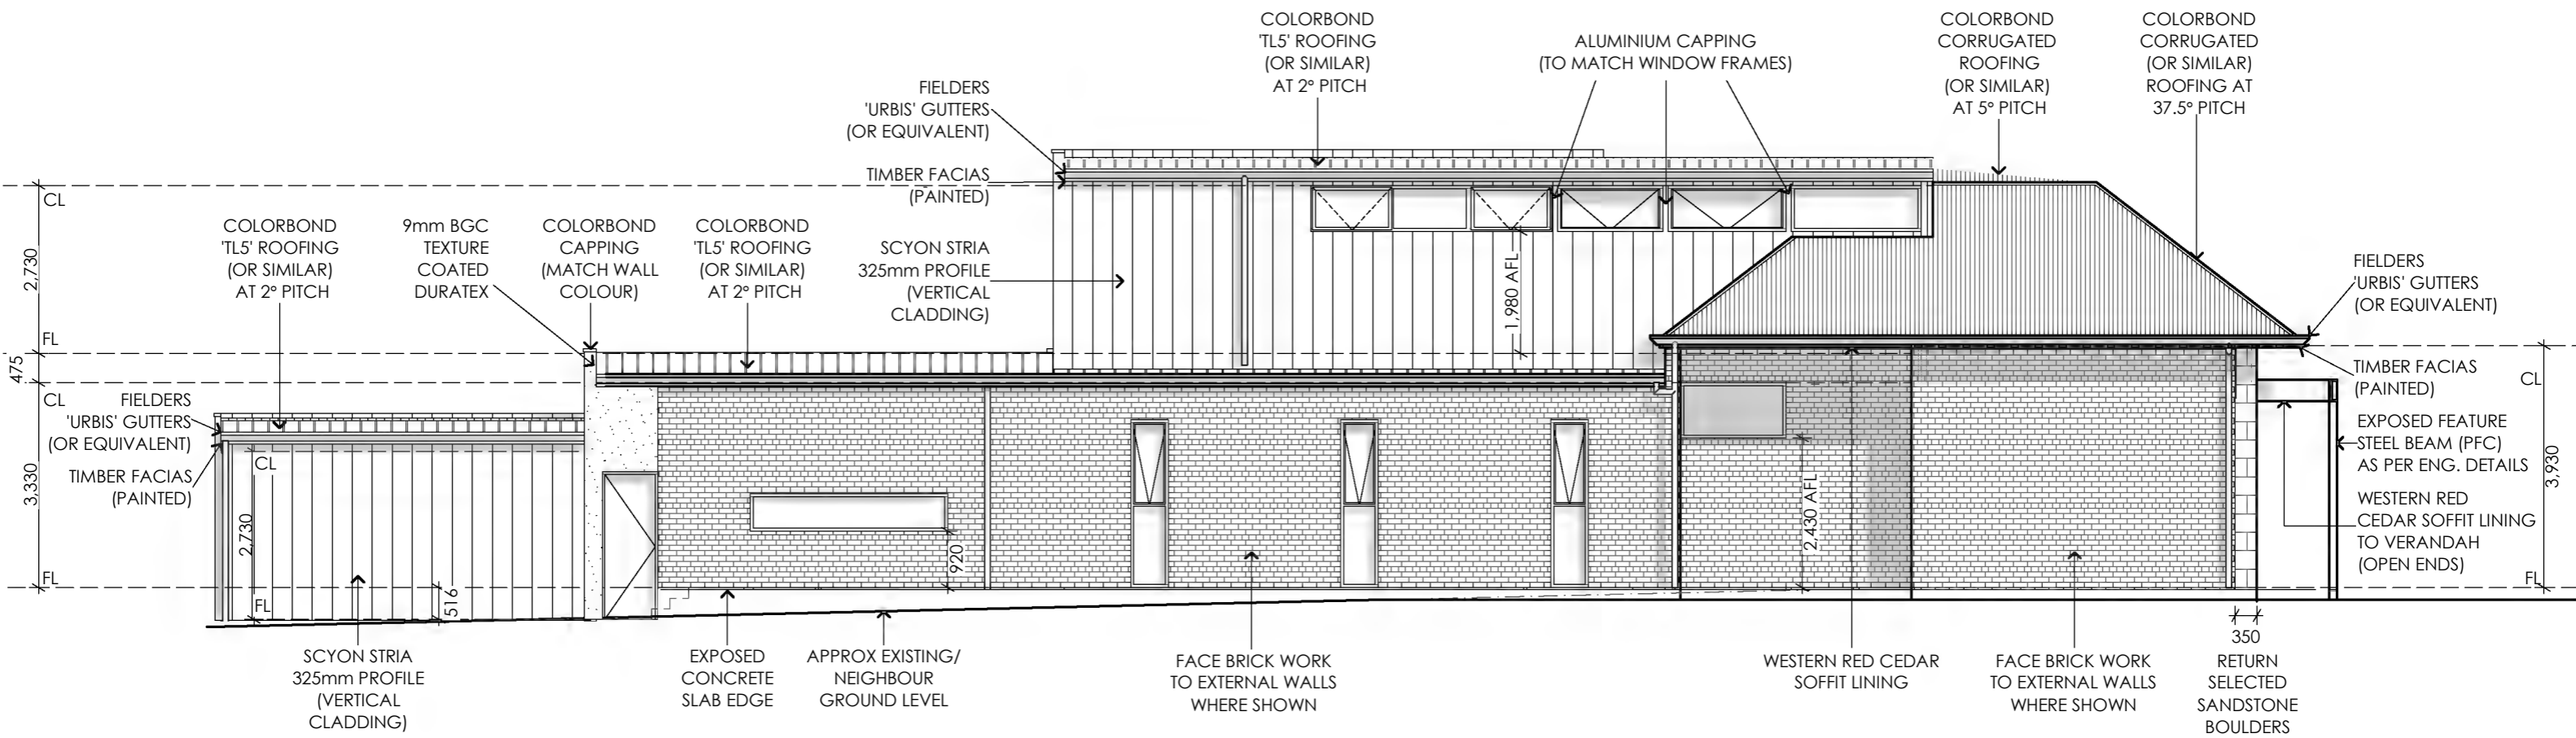 COLORBOND
'TL5' ROOFING
(OR SIMILAR)
AT 2° PITCH
ALUMINIUM CAPPING
(TO MATCH WINDOW FRAMES)
COLORBOND
CORRUGATED
ROOFING
(OR SIMILAR)
AT 5° PITCH
COLORBOND
CORRUGATED
(OR SIMILAR)
ROOFING AT
37.5° PITCH
FIELDERS
'URBIS' GUTTERS
(OR EQUIVALENT)
TIMBER FACIAS
(PAINTED)
CL
2,730
FL
475
CL
3,330
FL
COLORBOND
'TL5' ROOFING
(OR SIMILAR)
AT 2° PITCH
9mm BGC
TEXTURE
COATED
DURATEX
COLORBOND
CAPPING
(MATCH WALL
COLOUR)
COLORBOND
'TL5' ROOFING
(OR SIMILAR)
AT 2° PITCH
SCYON STRIA
325mm PROFILE
(VERTICAL
CLADDING)
1,980 AFL
FIELDERS
'URBIS' GUTTERS
(OR EQUIVALENT)
TIMBER FACIAS
(PAINTED)
FIELDERS
'URBIS' GUTTERS
(OR EQUIVALENT)
TIMBER FACIAS
(PAINTED)
CL
2,730
FL
516
920
2,430 AFL
CL
3,930
FL
EXPOSED FEATURE
STEEL BEAM (PFC)
AS PER ENG. DETAILS
WESTERN RED
CEDAR SOFFIT LINING
TO VERANDAH
(OPEN ENDS)
350
SCYON STRIA
325mm PROFILE
(VERTICAL
CLADDING)
EXPOSED
CONCRETE
SLAB EDGE
APPROX EXISTING/
NEIGHBOUR
GROUND LEVEL
FACE BRICK WORK
TO EXTERNAL WALLS
WHERE SHOWN
WESTERN RED CEDAR
SOFFIT LINING
FACE BRICK WORK
TO EXTERNAL WALLS
WHERE SHOWN
RETURN
SELECTED
SANDSTONE
BOULDERS